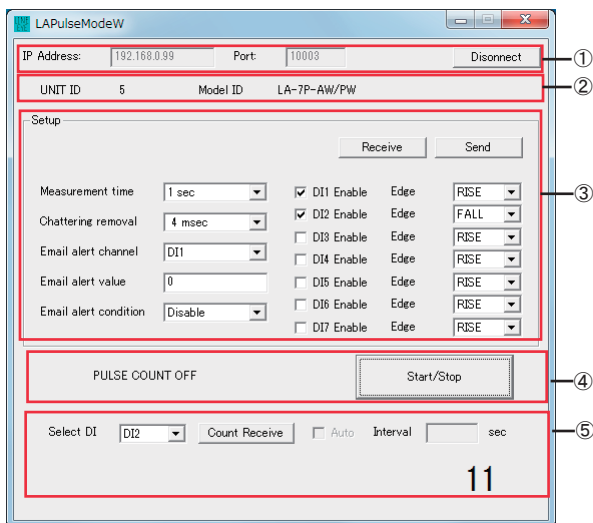 LAPulseModeW
IP Address: 192.168.0.99 Port: 10003 Disonnect ①
UNIT ID 5 Model ID LA-7P-AW/PW ②
Setup
Receive Send
Measurement time 1 sec DI1 Enable Edge RISE ③
Chattering removal 4 msec DI2 Enable Edge FALL
DI3 Enable Edge RISE
Email alert channel DI1 DI4 Enable Edge RISE
Email alert value 0 DI5 Enable Edge RISE
Email alert condition Disable DI6 Enable Edge RISE
DI7 Enable Edge RISE
PULSE COUNT OFF Start/Stop ④
Select DI DI2 Count Receive Auto Interval sec ⑤
11